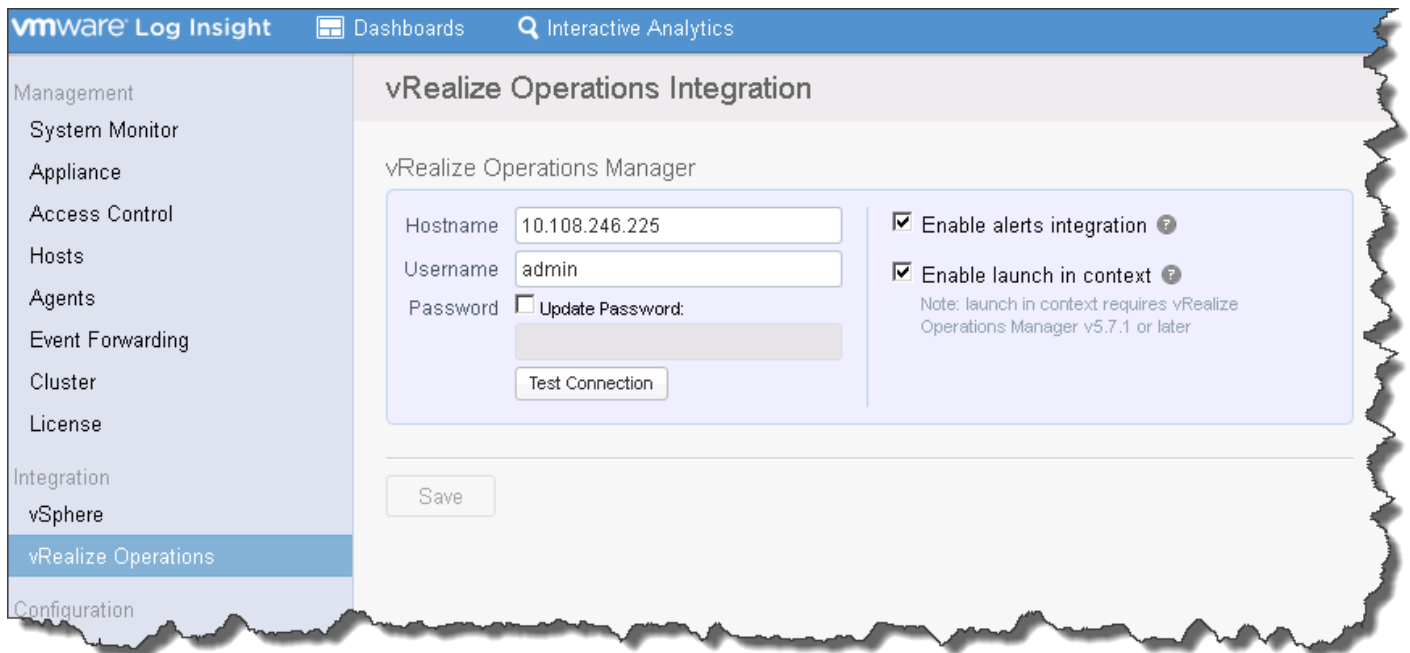 vmware Log Insight Dashboards Interactive Analytics
Management
System Monitor
Appliance
Access Control
Hosts
Agents
Event Forwarding
Cluster
License
Integration
vSphere
vRealize Operations
Configuration
vRealize Operations Integration
vRealize Operations Manager
Hostname 10.108.246.225
Username admin
Password Update Password:
Test Connection
Enable alerts integration ?
Enable launch in context ?
Note: launch in context requires vRealize
Operations Manager v5.7.1 or later
Save